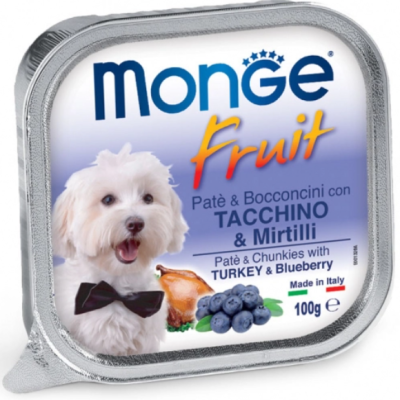 MONGE
Fruit
Patè & Bocconcini con
TACCHINO
& Mirtilli
Patè & Chunkies with
TURKEY & Blueberry
Made in Italy
100g ℮